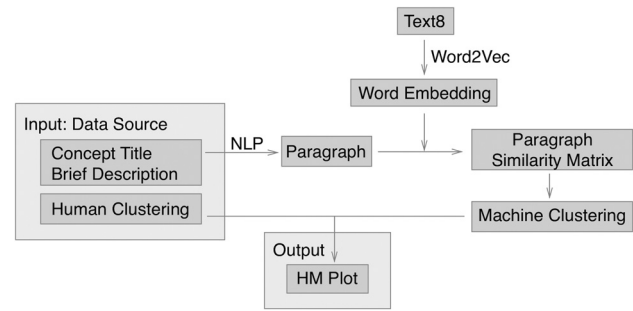 Text8
Word2Vec
Word Embedding
Input: Data Source
Concept Title
Brief Description
NLP
Paragraph
Paragraph
Similarity Matrix
Human Clustering
Machine Clustering
Output
HM Plot